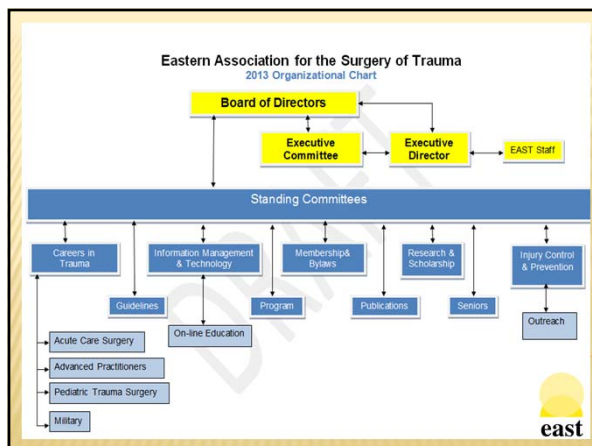 Eastern Association for the Surgery of Trauma
2013 Organizational Chart
Board of Directors
Executive
Committee
Executive
Director
EAST Staff
Standing Committees
Careers in
Trauma
Information Management
& Technology
Membership&
Bylaws
Research &
Scholarship
Injury Control
& Prevention
Guidelines
Program
Publications
Seniors
On-line Education
Outreach
Acute Care Surgery
Advanced Practitioners
Pediatric Trauma Surgery
Military
DRAFT
east